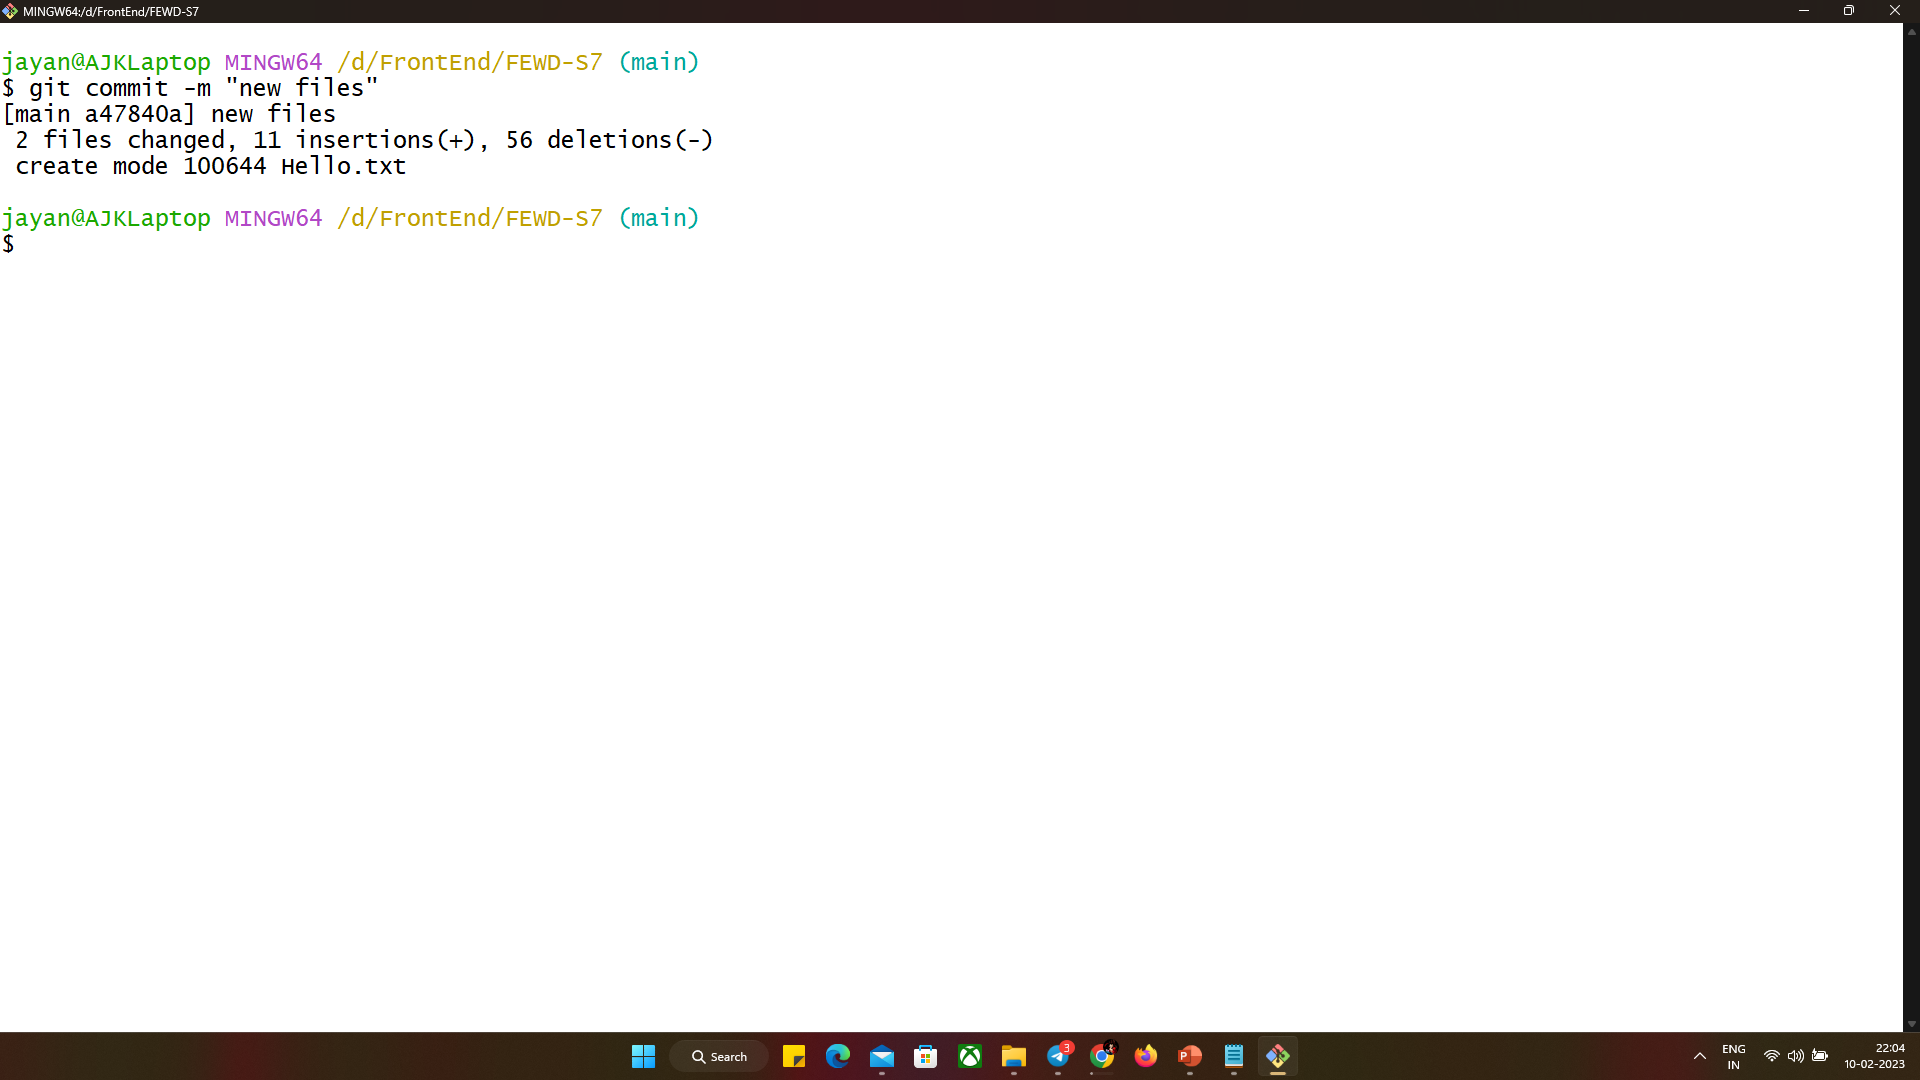 MINGW64:/d/FrontEnd/FEWD-S7
jayan@AJKLaptop MINGW64 /d/FrontEnd/FEWD-S7 (main)
$ git commit -m "new files"
[main a47840a] new files
 2 files changed, 11 insertions(+), 56 deletions(-)
 create mode 100644 Hello.txt
jayan@AJKLaptop MINGW64 /d/FrontEnd/FEWD-S7 (main)
$
Search
3
P
ENG
IN
22:04
10-02-2023